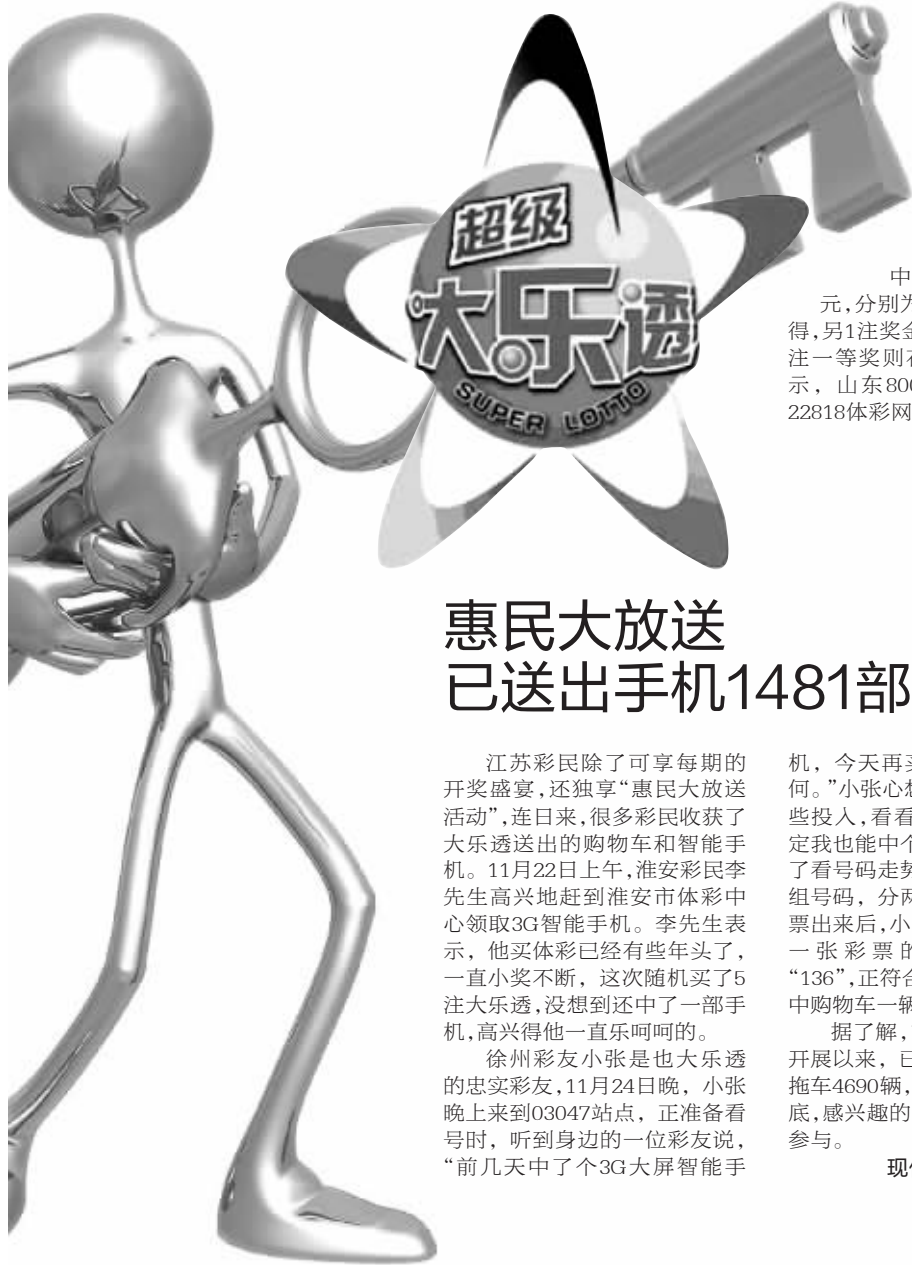 超级
大乐透
SUPER LOTTO
中
元,分别为
得,另1注奖金
注一等奖则在
示，山东800
22818体彩网
惠民大放送
已送出手机1481部
江苏彩民除了可享每期的
开奖盛宴,还独享“惠民大放送
活动”,连日来,很多彩民收获了
大乐透送出的购物车和智能手
机。11月22日上午,淮安彩民李
先生高兴地赶到淮安市体彩中
心领取3G智能手机。李先生表
示，他买体彩已经有些年头了，
一直小奖不断，这次随机买了5
注大乐透,没想到还中了一部手
机,高兴得他一直乐呵呵的。
徐州彩友小张是也大乐透
的忠实彩友,11月24日晚，小张
晚上来到03047站点，正准备看
号时，听到身边的一位彩友说，
“前几天中了个3G大屏智能手
机，今天再买
何。”小张心想
些投入,看看
定我也能中个
了看号码走势
组号码，分两
票出来后,小
一张彩票的
“136”,正符合
中购物车一辆
据了解,
开展以来，已
拖车4690辆,
底,感兴趣的
参与。